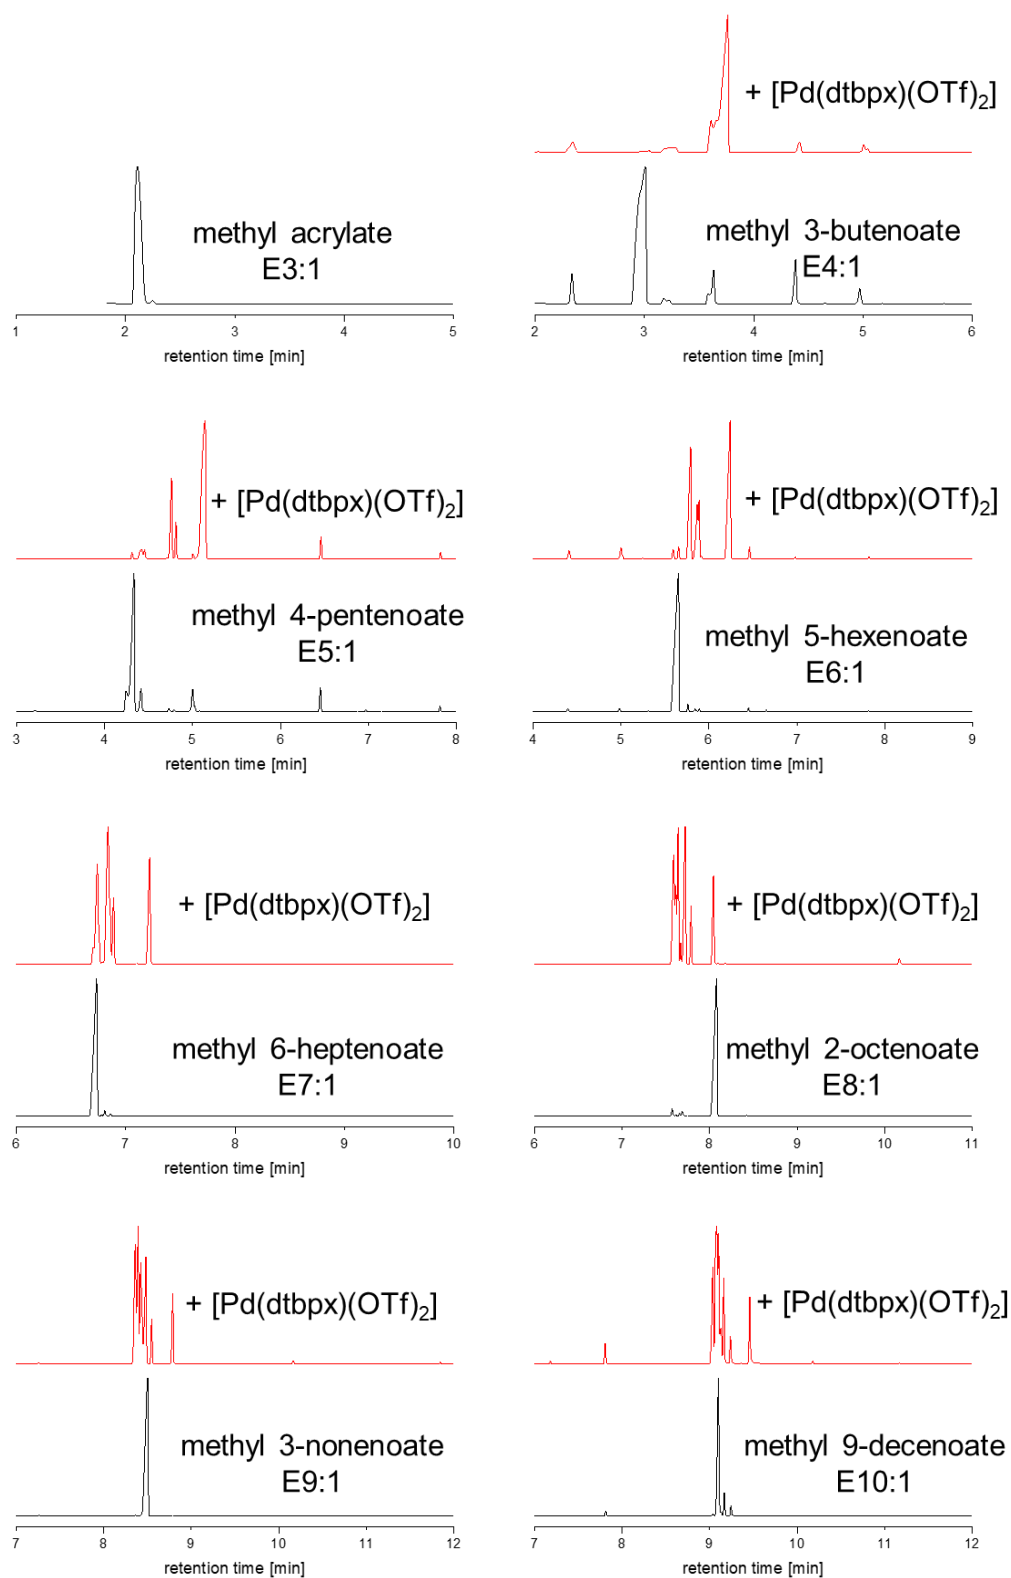 + [Pd(dtbpx)(OTf)₂]
methyl acrylate
E3:1
1 2 3 4 5
retention time [min]
methyl 3-butenoate
E4:1
2 3 4 5 6
retention time [min]
+ [Pd(dtbpx)(OTf)₂]
methyl 4-pentenoate
E5:1
3 4 5 6 7 8
retention time [min]
+ [Pd(dtbpx)(OTf)₂]
methyl 5-hexenoate
E6:1
4 5 6 7 8 9
retention time [min]
+ [Pd(dtbpx)(OTf)₂]
methyl 6-heptenoate
E7:1
6 7 8 9 10
retention time [min]
+ [Pd(dtbpx)(OTf)₂]
methyl 2-octenoate
E8:1
6 7 8 9 10 11
retention time [min]
+ [Pd(dtbpx)(OTf)₂]
methyl 3-nonenoate
E9:1
7 8 9 10 11 12
retention time [min]
+ [Pd(dtbpx)(OTf)₂]
methyl 9-decenoate
E10:1
7 8 9 10 11 12
retention time [min]